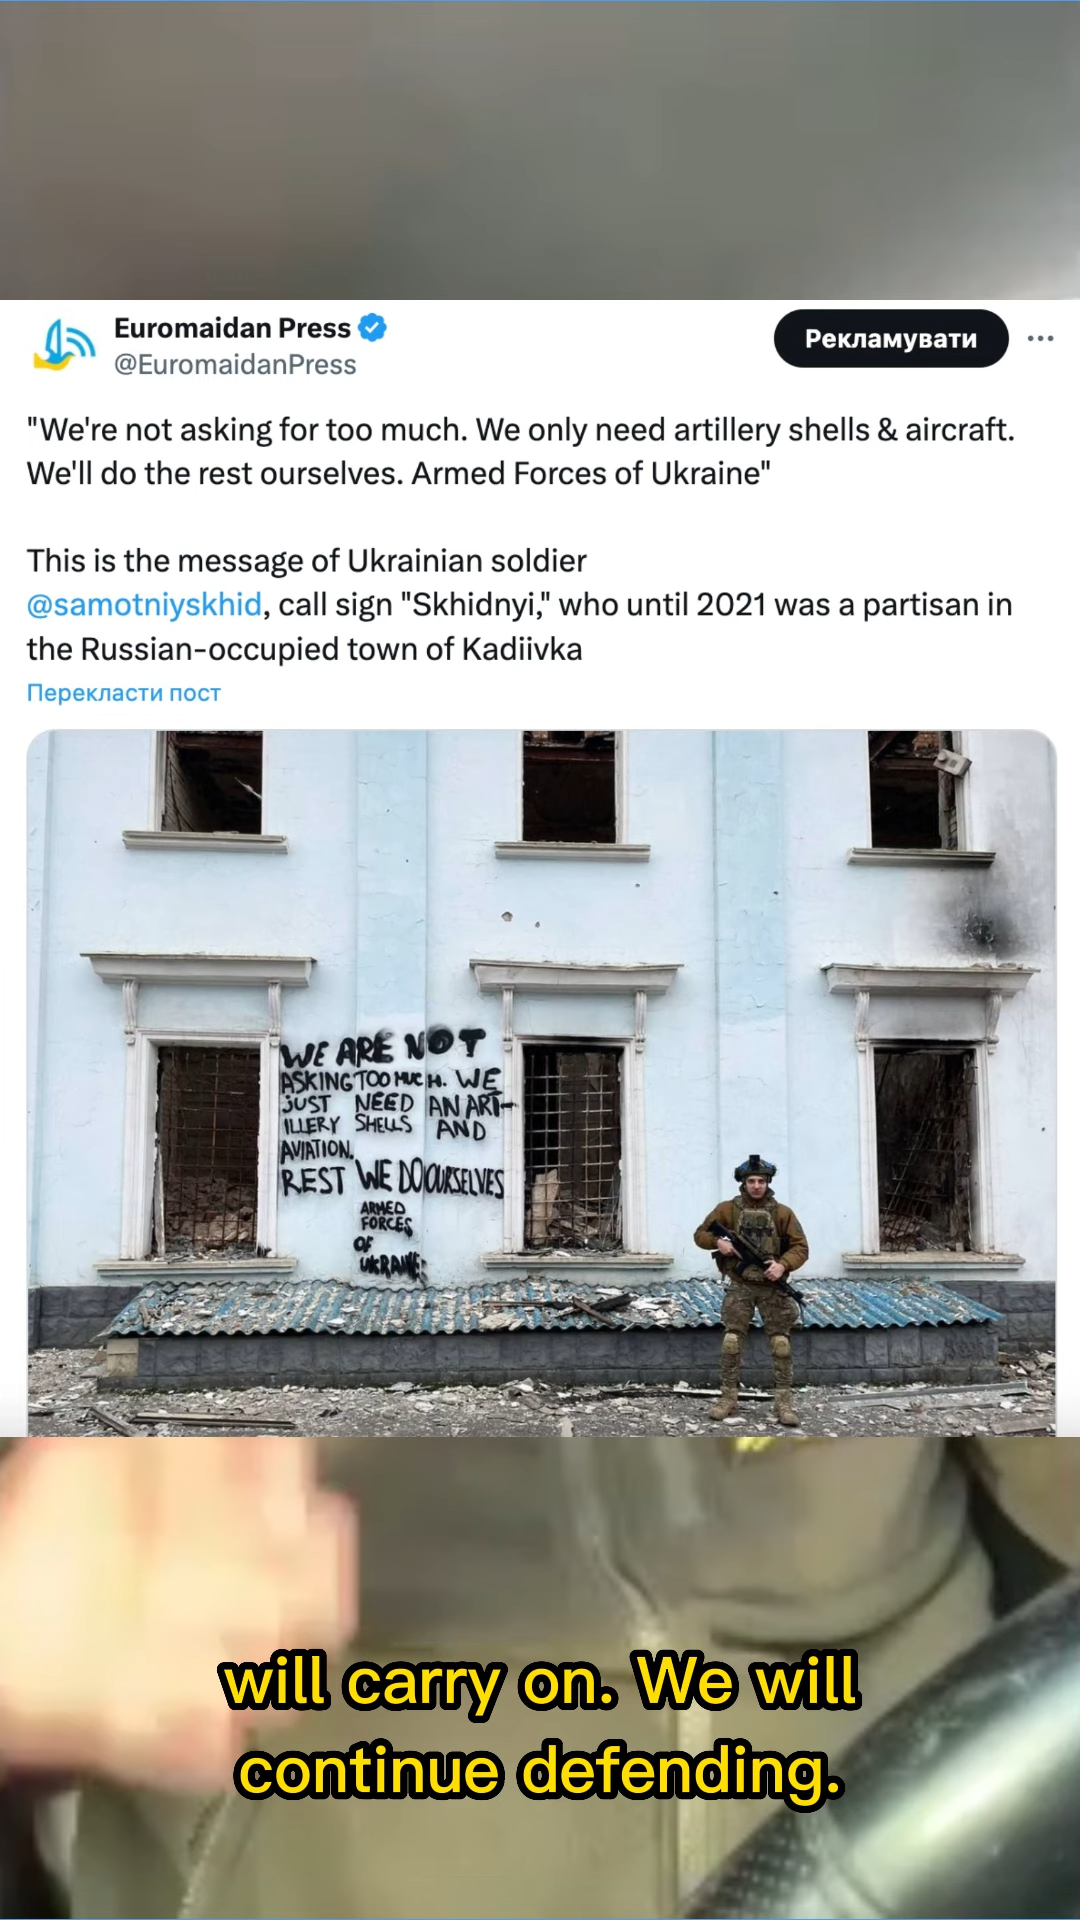 Euromaidan Press
@EuromaidanPress
Рекламувати
"We're not asking for too much. We only need artillery shells & aircraft.
We'll do the rest ourselves. Armed Forces of Ukraine"
This is the message of Ukrainian soldier
@samotniyskhid, call sign "Skhidnyi," who until 2021 was a partisan in
the Russian-occupied town of Kadiivka
Перекласти пост
WE ARE NOT
ASKING TOO MUCH. WE
JUST NEED AN ART-
ILLERY SHELLS AND
AVIATION.
REST WE DO OURSELVES
ARMED
FORCES
OF
UKRAINE
will carry on. We will
continue defending.